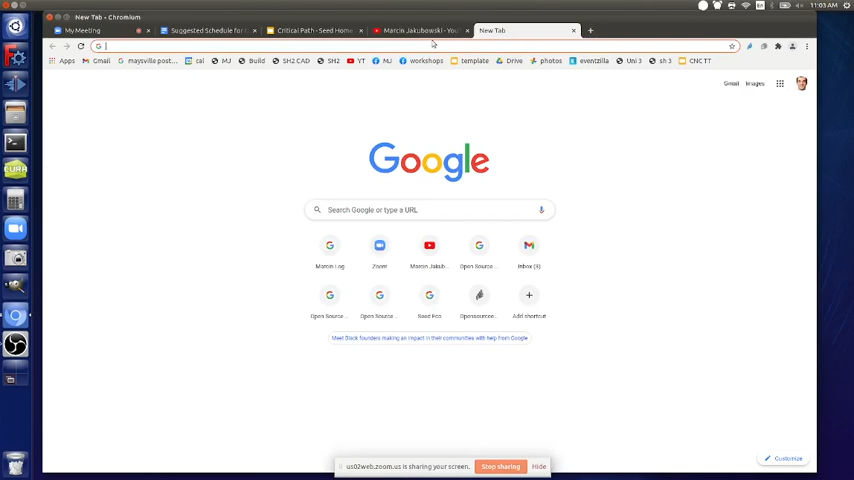 New Tab - Chromium
11:03 AM
My Meeting
Suggested Schedule for
Critical Path - Seed Home
Marcin Jakubowski - You
New Tab
Apps
Gmail
maysville post...
cal
MJ
Build
SH2 CAD
SH2
YT
MJ
workshops
template
Drive
photos
eventzilla
Uni 3
sh 3
CNC TT
Gmail
Images
Google
Search Google or type a URL
Marcin Log
Zoom
Marcin Jakub...
Open Source...
Inbox (3)
Open Source...
Open Source...
Seed Eco
Opensourcee...
Add shortcut
Meet Black founders making an impact in their communities with help from Google
us02web.zoom.us is sharing your screen.
Stop sharing
Hide
Customize
CURA